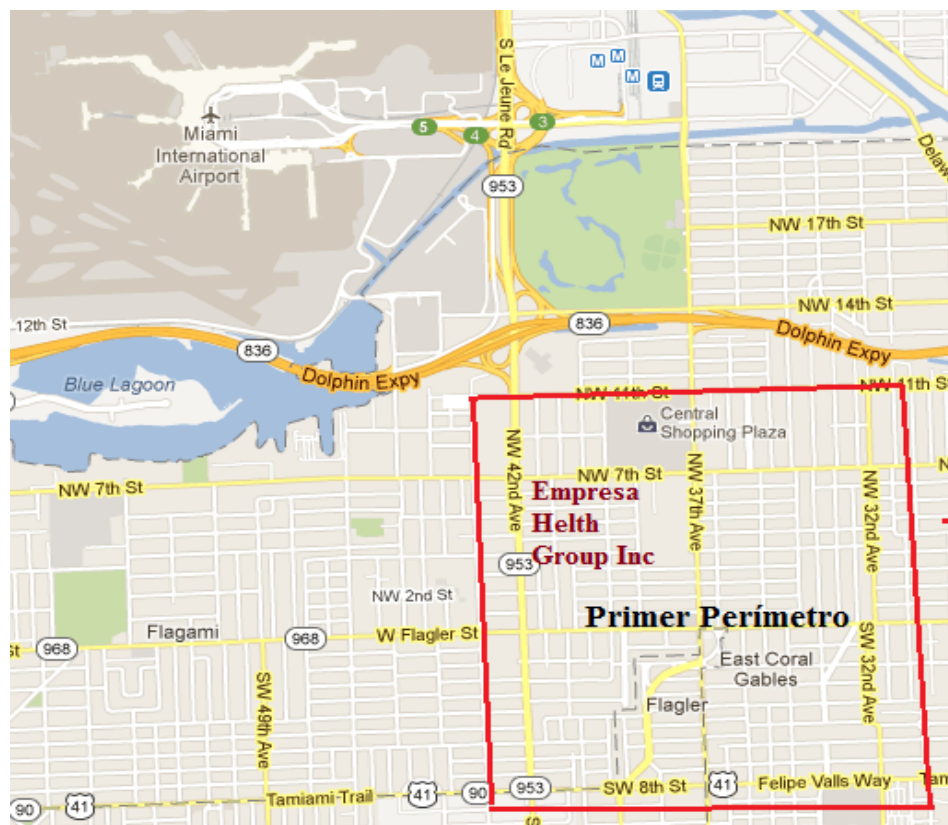 S Le Jeune Rd
M
M
M
5
4
3
Miami
International
Airport
953
NW 17th St
12th St
NW 14th St
836
836
Dolphin Expy
Dolphin Expy
Blue Lagoon
NW 11th St
NW 11th S
Central
Shopping Plaza
NW 7th St
NW 7th St
N
NW 42nd Ave
NW 37th Ave
NW 32nd Ave
Empresa
Helth
Group Inc
953
NW 2nd St
Primer Perímetro
Flagami
968
968
W Flagler St
St
East Coral
Gables
SW 32nd Ave
SW 49th Ave
Flagler
90
41
Tamiami Trail
41
90
953
SW 8th St
41
Felipe Valls Way
Tam
S